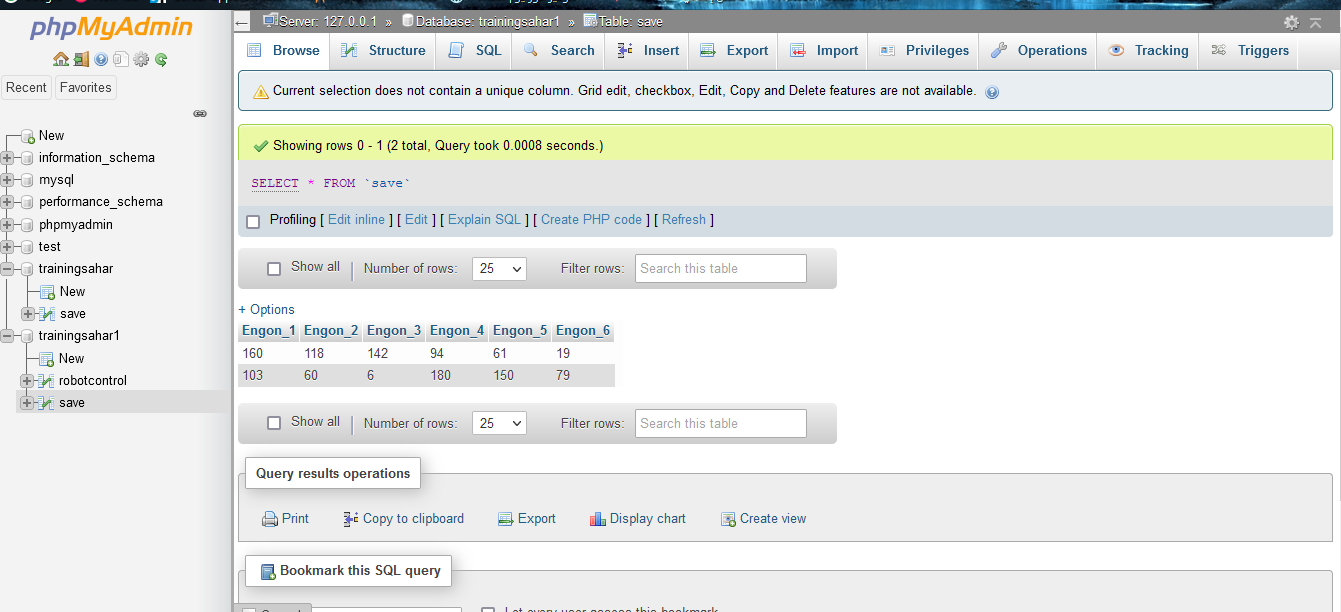 phpMyAdmin
Recent
Favorites
New
information_schema
mysql
performance_schema
phpmyadmin
test
trainingsahar
New
save
trainingsahar1
New
robotcontrol
save
Server: 127.0.0.1 » Database: trainingsahar1 » Table: save
Browse Structure SQL Search Insert Export Import Privileges Operations Tracking Triggers
Current selection does not contain a unique column. Grid edit, checkbox, Edit, Copy and Delete features are not available.
Showing rows 0 - 1 (2 total, Query took 0.0008 seconds.)
SELECT * FROM `save`
Profiling [ Edit inline ] [ Edit ] [ Explain SQL ] [ Create PHP code ] [ Refresh ]
Show all | Number of rows: 25 Filter rows: Search this table
+ Options
Engon_1 Engon_2 Engon_3 Engon_4 Engon_5 Engon_6
160 118 142 94 61 19
103 60 6 180 150 79
Show all | Number of rows: 25 Filter rows: Search this table
Query results operations
Print Copy to clipboard Export Display chart Create view
Bookmark this SQL query
Let every user access this bookmark